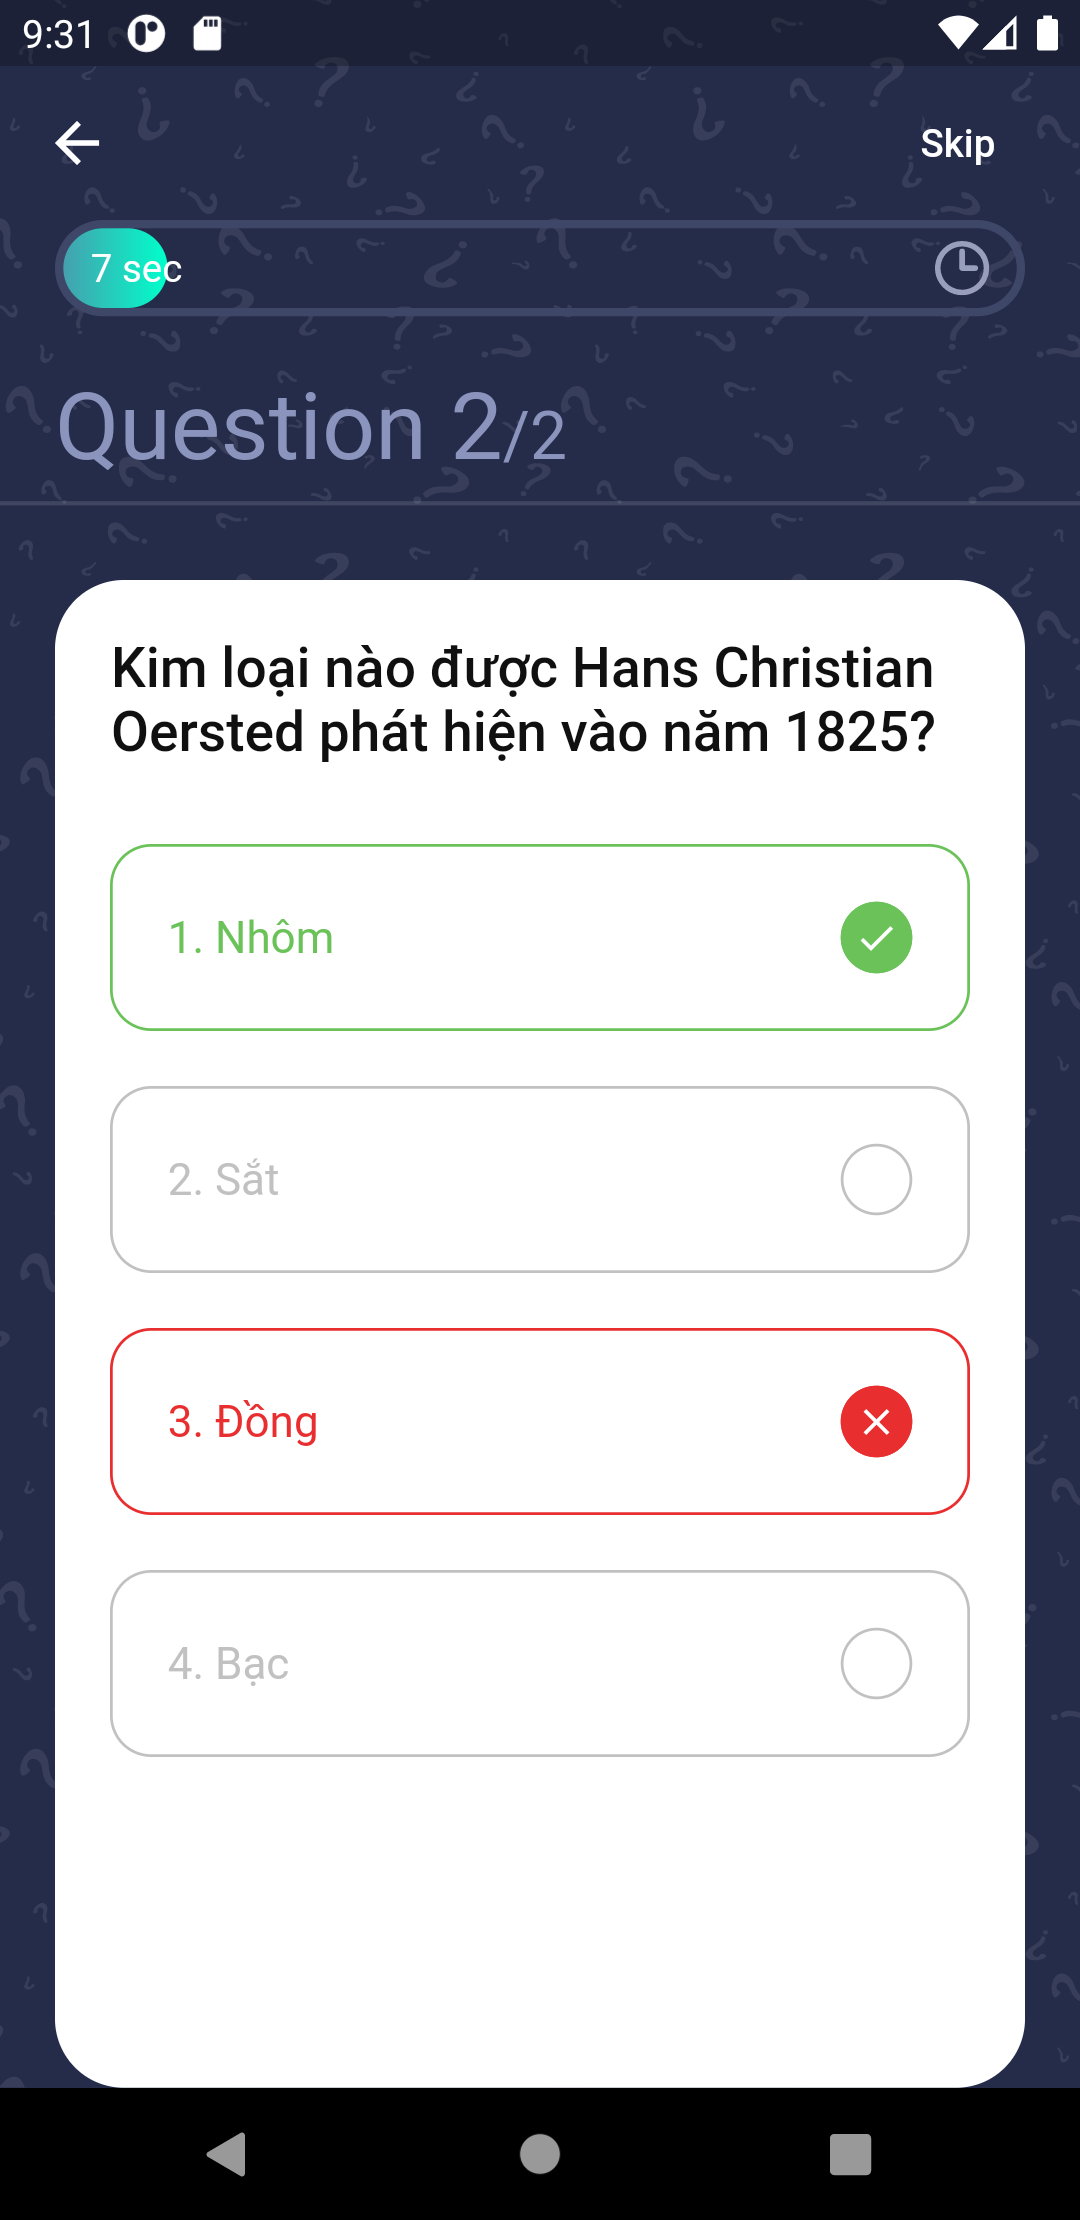 9:31
Skip
7 sec
Question 2/2
Kim loại nào được Hans Christian
Oersted phát hiện vào năm 1825?
1. Nhôm
2. Sắt
3. Đồng
4. Bạc